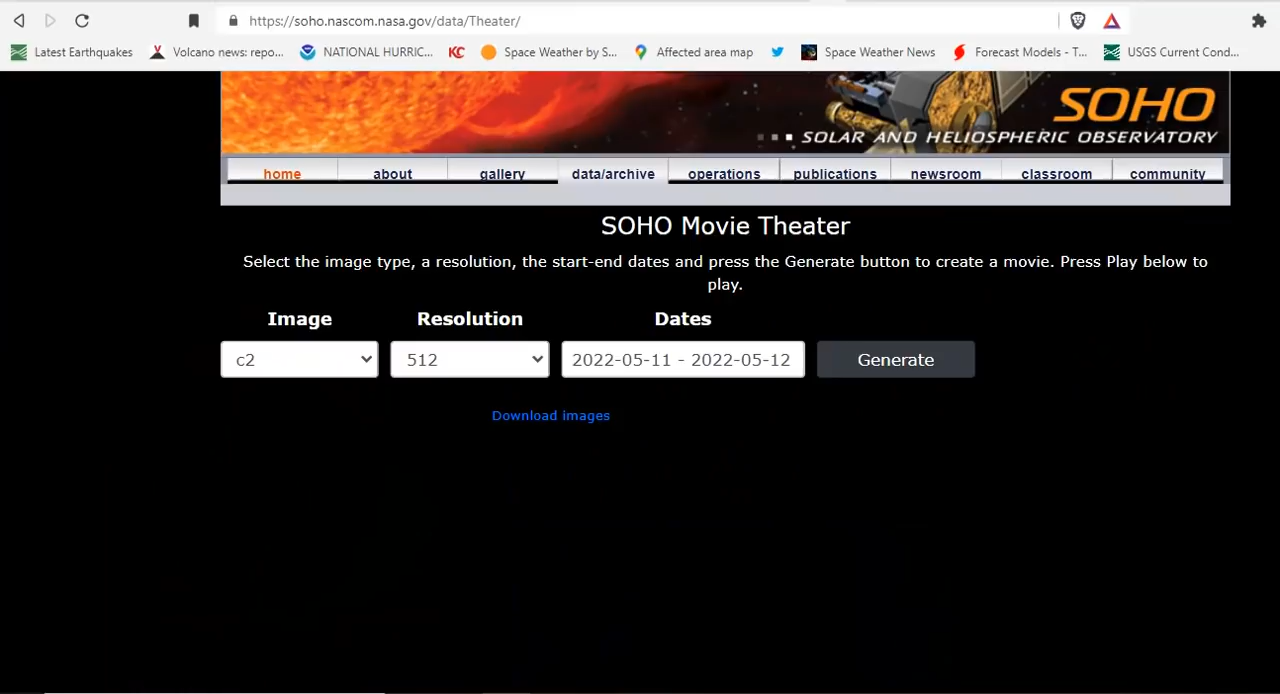 https://soho.nascom.nasa.gov/data/Theater/
Latest Earthquakes Volcano news: repo... NATIONAL HURRIC... KC Space Weather by S... Affected area map Space Weather News Forecast Models - T... USGS Current Cond...
SOHO
SOLAR AND HELIOSPHERIC OBSERVATORY
home about gallery data/archive operations publications newsroom classroom community
SOHO Movie Theater
Select the image type, a resolution, the start-end dates and press the Generate button to create a movie. Press Play below to
play.
Image Resolution Dates
c2 512 2022-05-11 - 2022-05-12 Generate
Download images